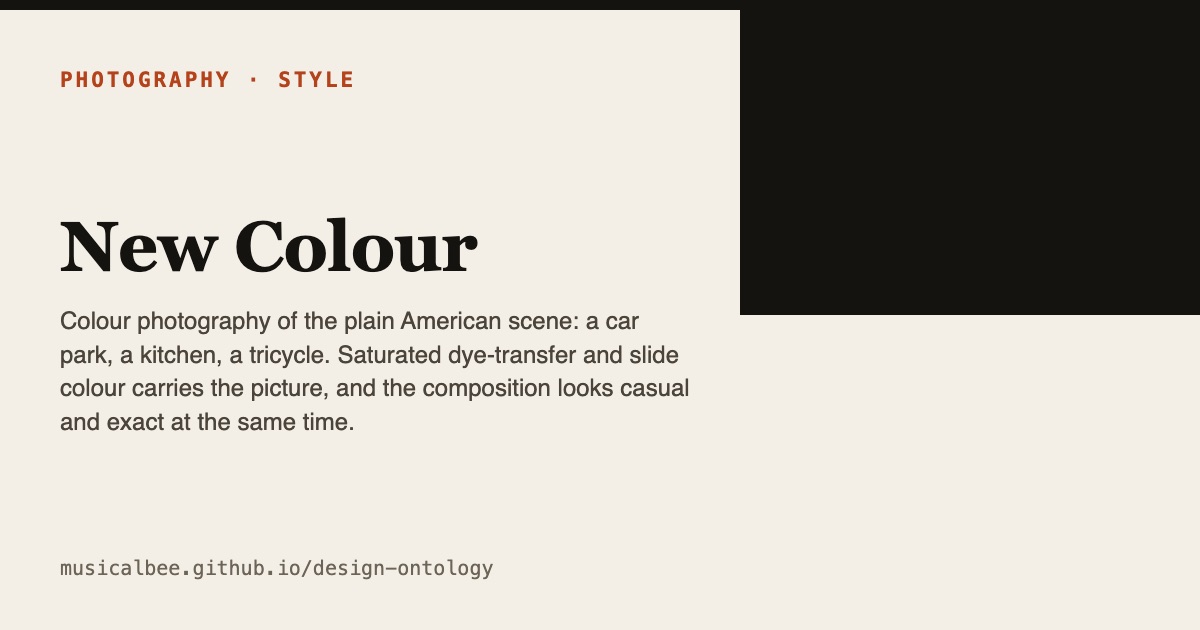 PHOTOGRAPHY · STYLE
New Colour
Colour photography of the plain American scene: a car
park, a kitchen, a tricycle. Saturated dye-transfer and slide
colour carries the picture, and the composition looks casual
and exact at the same time.
musicalbee.github.io/design-ontology